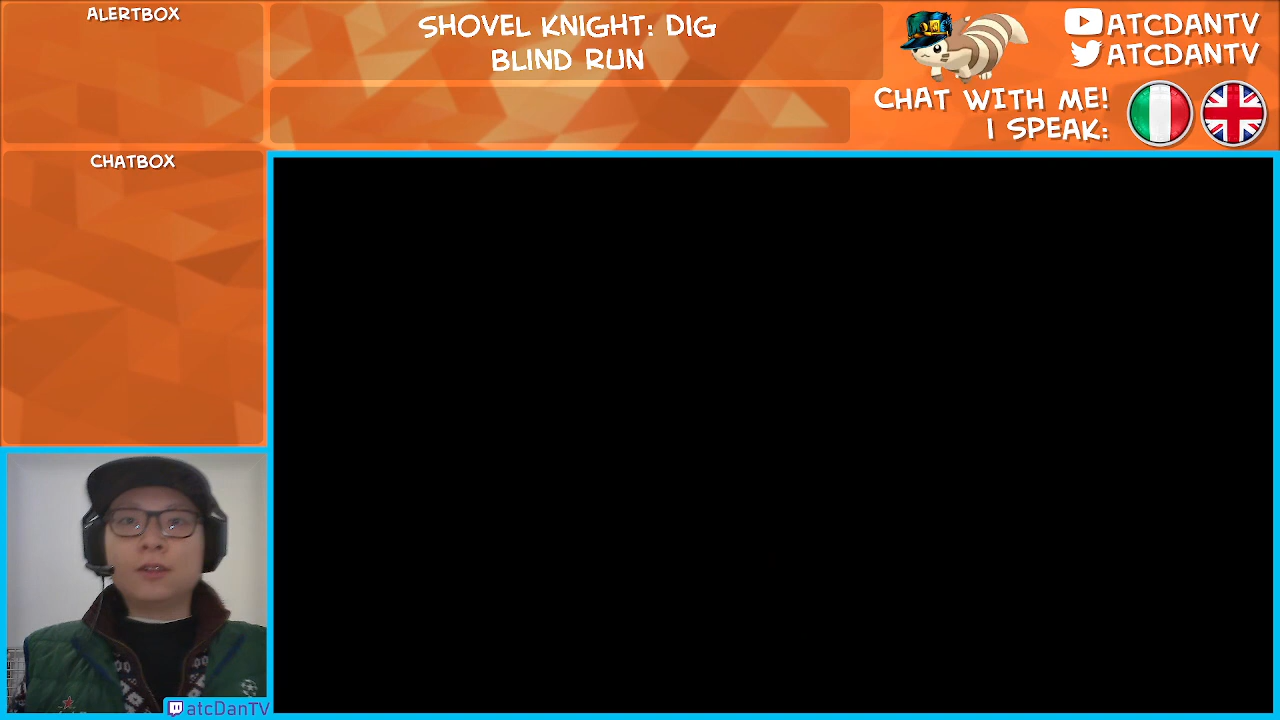 ALERTBOX
SHOVEL KNIGHT: DIG
BLIND RUN
ATCDANTV
ATCDANTV
CHAT WITH ME!
I SPEAK:
CHATBOX
atcDanTV